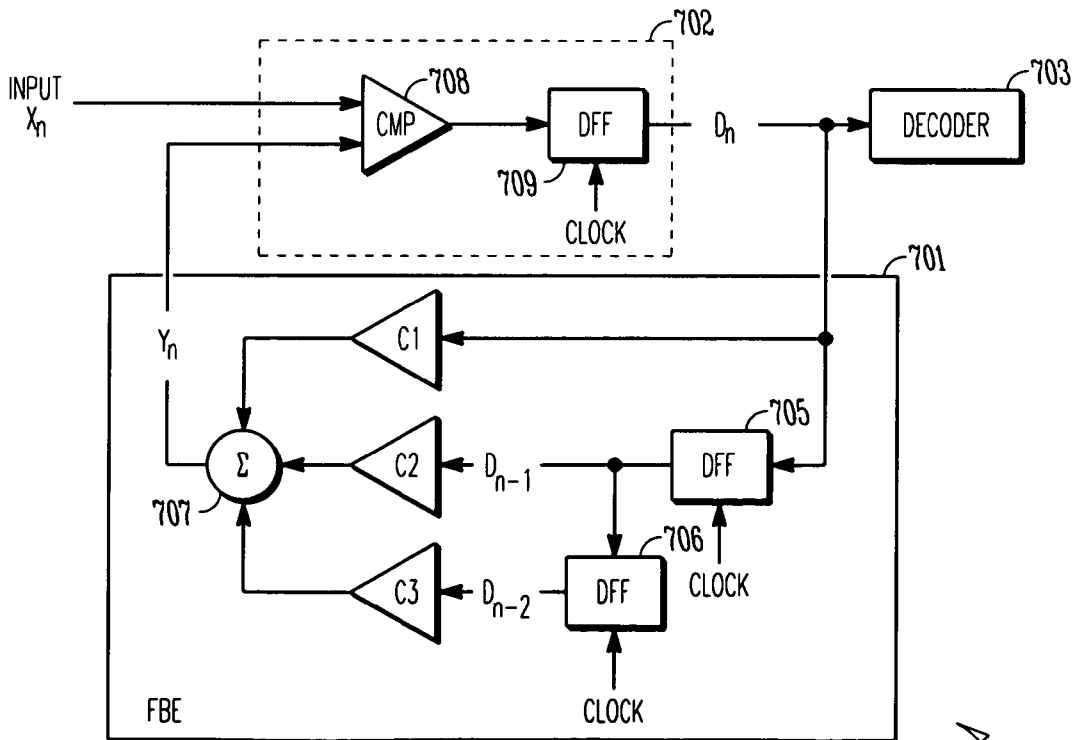 702
INPUT
Xn
708
CMP
DFF
709
CLOCK
Dn
703
DECODER
701
Yn
C1
705
DFF
Σ
707
C2
Dn-1
706
DFF
CLOCK
C3
Dn-2
CLOCK
FBE